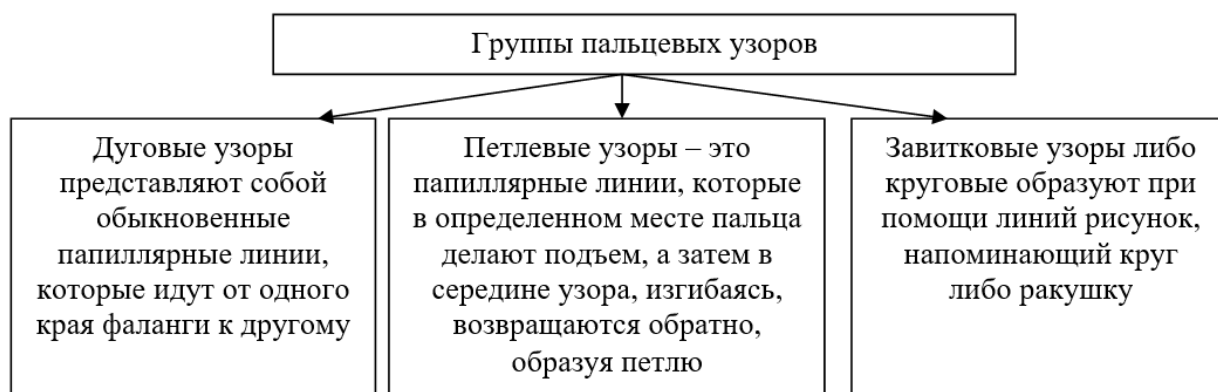 Группы пальцевых узоров
Дуговые узоры
представляют собой
обыкновенные
папиллярные линии,
которые идут от одного
края фаланги к другому
Петлевые узоры – это
папиллярные линии, которые
в определенном месте пальца
делают подъем, а затем в
середине узора, изгибаясь,
возвращаются обратно,
образуя петлю
Завитковые узоры либо
круговые образуют при
помощи линий рисунок,
напоминающий круг
либо ракушку